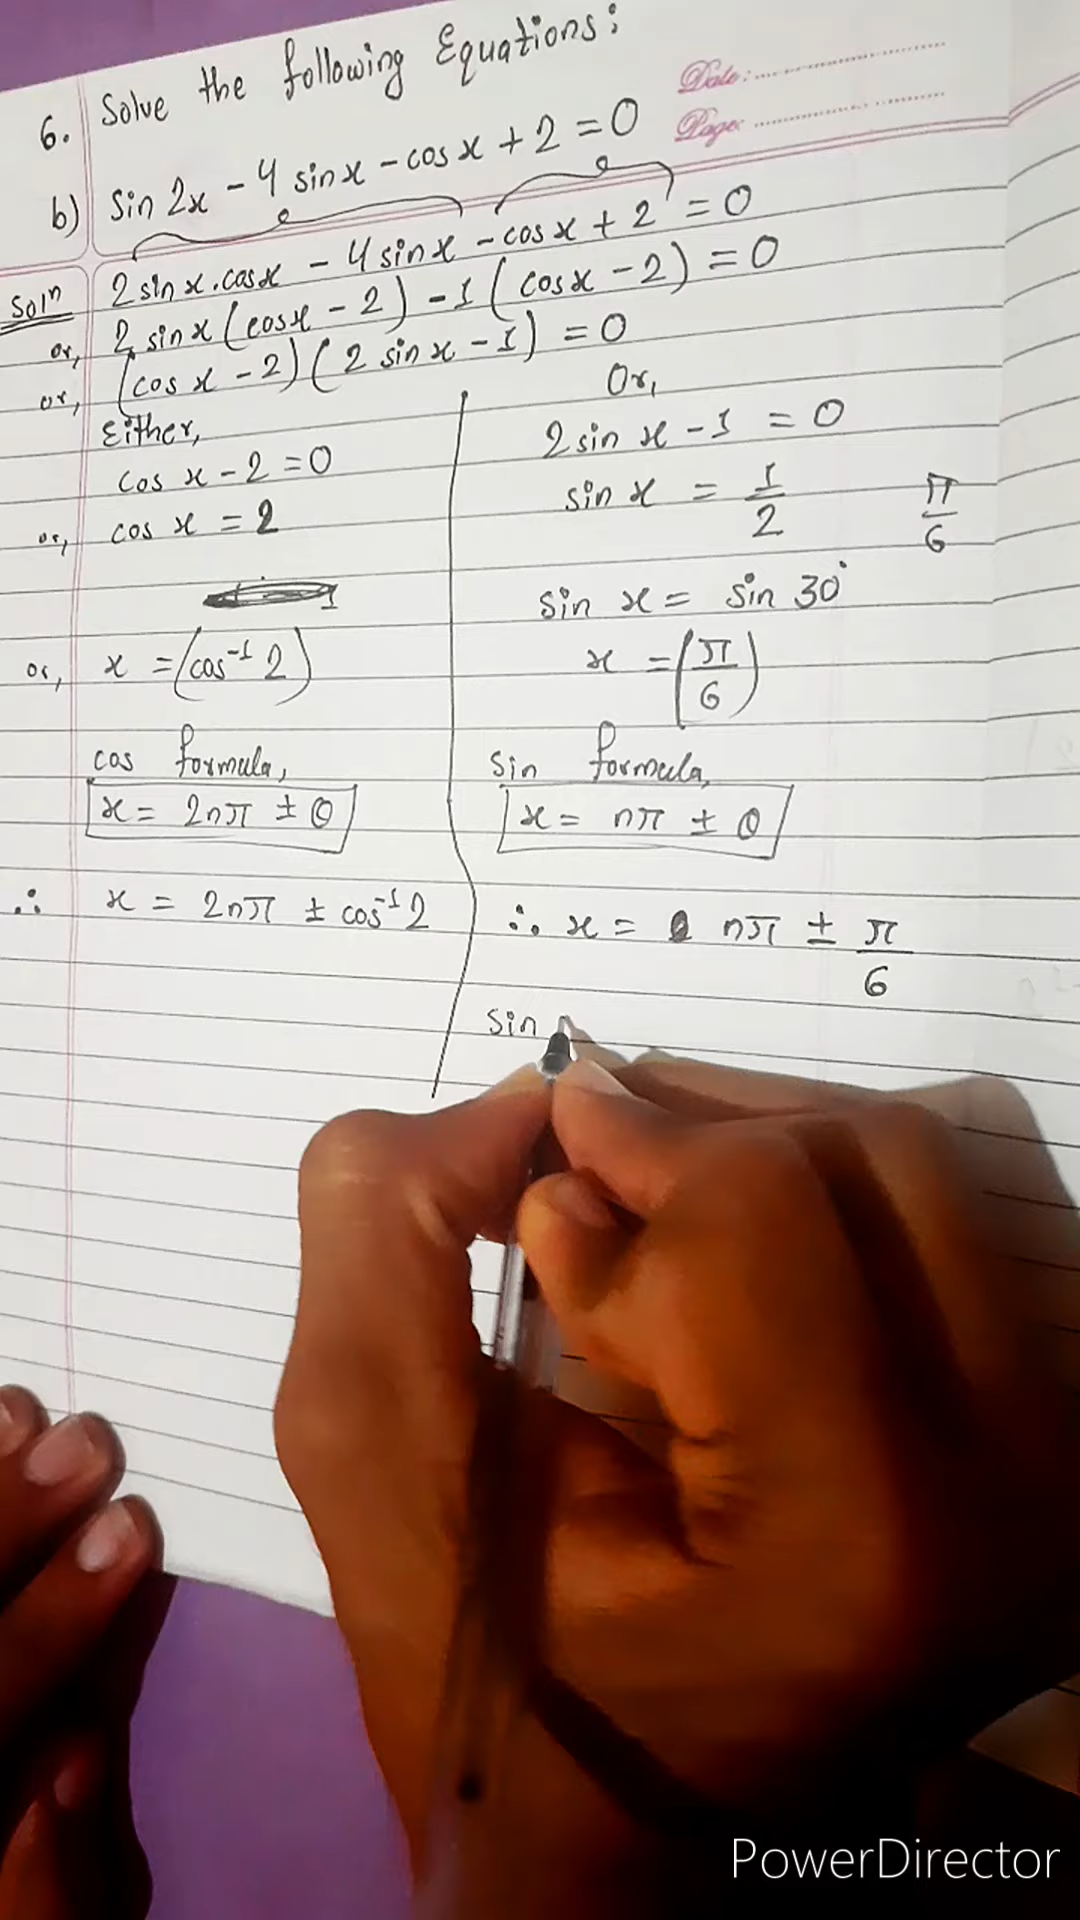 6. Solve the following Equations:
Date:
Page:
b) sin 2x - 4 sin x - cos x + 2 = 0
Soln 2 sin x . cos x - 4 sin x - cos x + 2 = 0
or, 2 sin x (cos x - 2) - 1 (cos x - 2) = 0
or, (cos x - 2) (2 sin x - 1) = 0
Either,
cos x - 2 = 0
or, cos x = 2
or, x = (cos⁻¹ 2)
cos formula,
x = 2nπ ± θ
∴ x = 2nπ ± cos⁻¹ 2
Or,
2 sin x - 1 = 0
sin x = 1/2
π/6
sin x = sin 30°
x = (π/6)
sin formula,
x = nπ ± θ
∴ x = nπ ± π/6
sin
PowerDirector